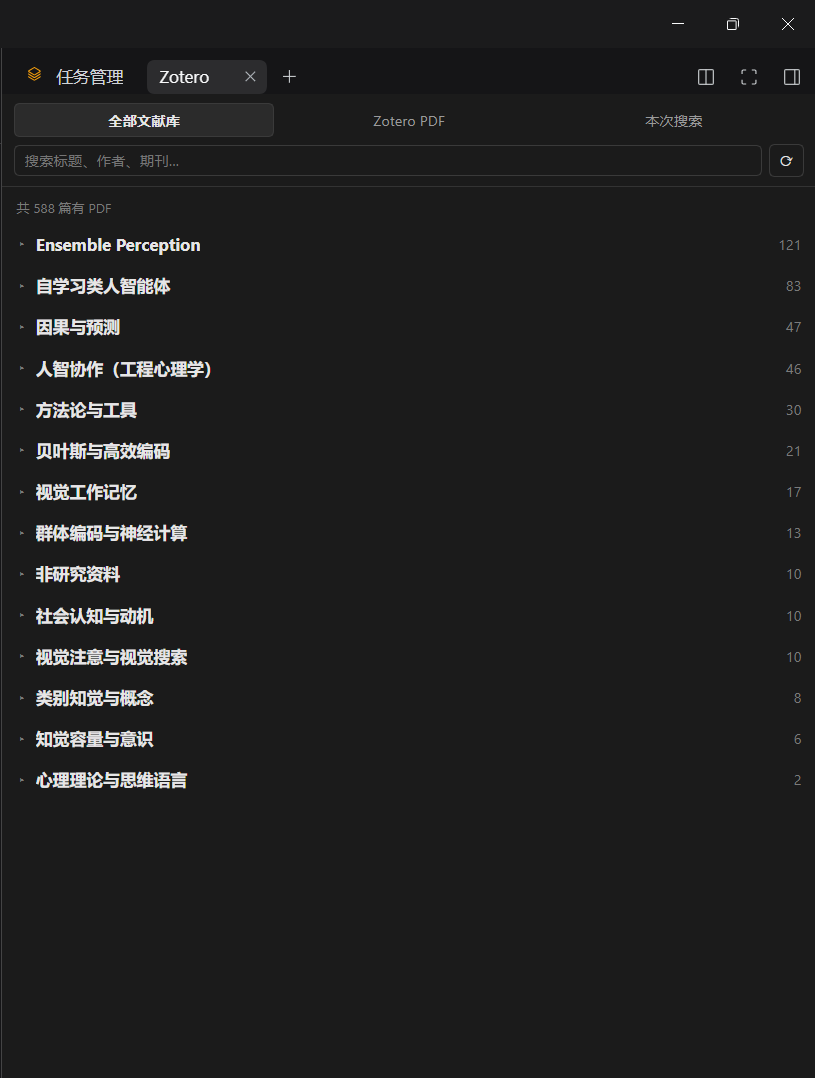 任务管理 Zotero
全部文献库 Zotero PDF 本次搜索
搜索标题、作者、期刊...
共 588 篇有 PDF
Ensemble Perception 121
自学习类人智能体 83
因果与预测 47
人智协作（工程心理学） 46
方法论与工具 30
贝叶斯与高效编码 21
视觉工作记忆 17
群体编码与神经计算 13
非研究资料 10
社会认知与动机 10
视觉注意与视觉搜索 10
类别知觉与概念 8
知觉容量与意识 6
心理理论与思维语言 2